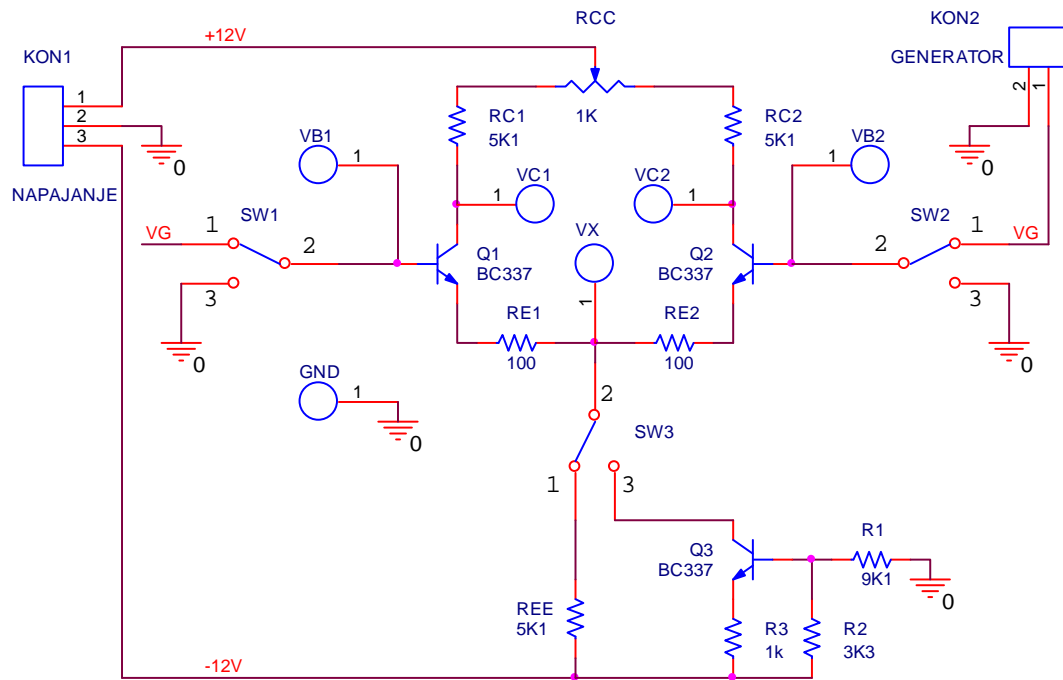 RCC
KON2
+12V
KON1
GENERATOR
1
2
3
2
1
RC1
5K1
1K
RC2
5K1
0
0
VB1
1
VB2
1
NAPAJANJE
VC1
1
VC2
1
SW1
VG
1
2
3
SW2
1
VG
2
3
VX
1
Q1
BC337
Q2
BC337
RE1
100
RE2
100
0
0
GND
1
0
2
SW3
1
3
Q3
BC337
R1
9K1
0
REE
5K1
R3
1k
R2
3K3
-12V